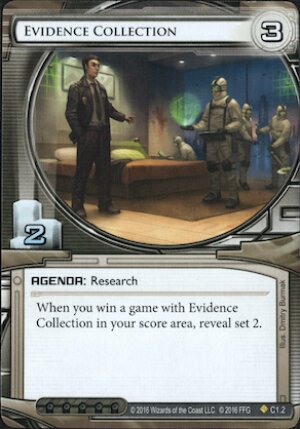 EVIDENCE COLLECTION
3
2
AGENDA: Research
When you win a game with Evidence
Collection in your score area, reveal set 2.
Illus. Dmitry Burmak
© 2016 Wizards of the Coast LLC. © 2016 FFG
C1.2